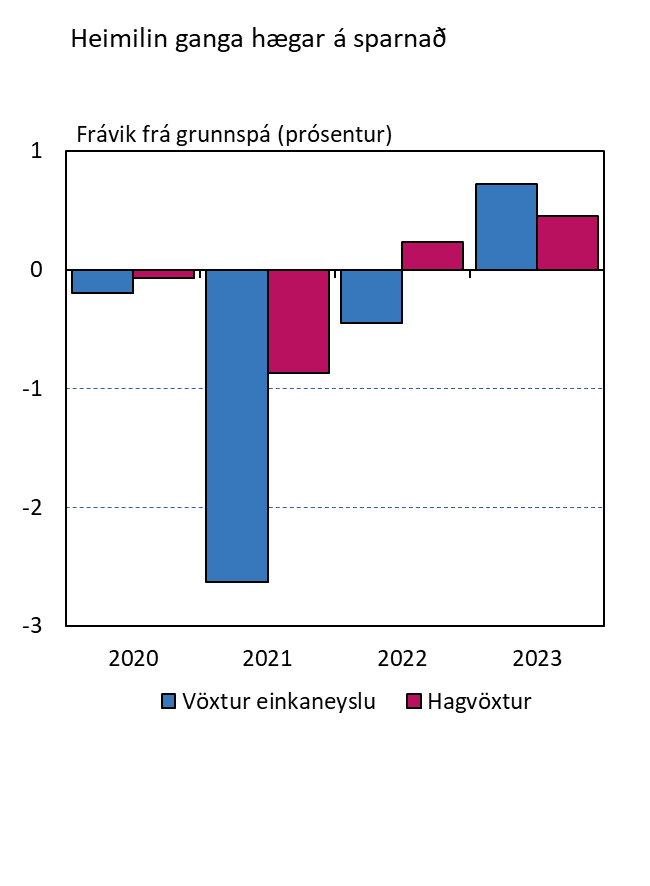 Heimilin ganga hægar á sparnað
Frávik frá grunnspá (prósentur)
1
0
-1
-2
-3
2020 2021 2022 2023
Vöxtur einkaneyslu Hagvöxtur